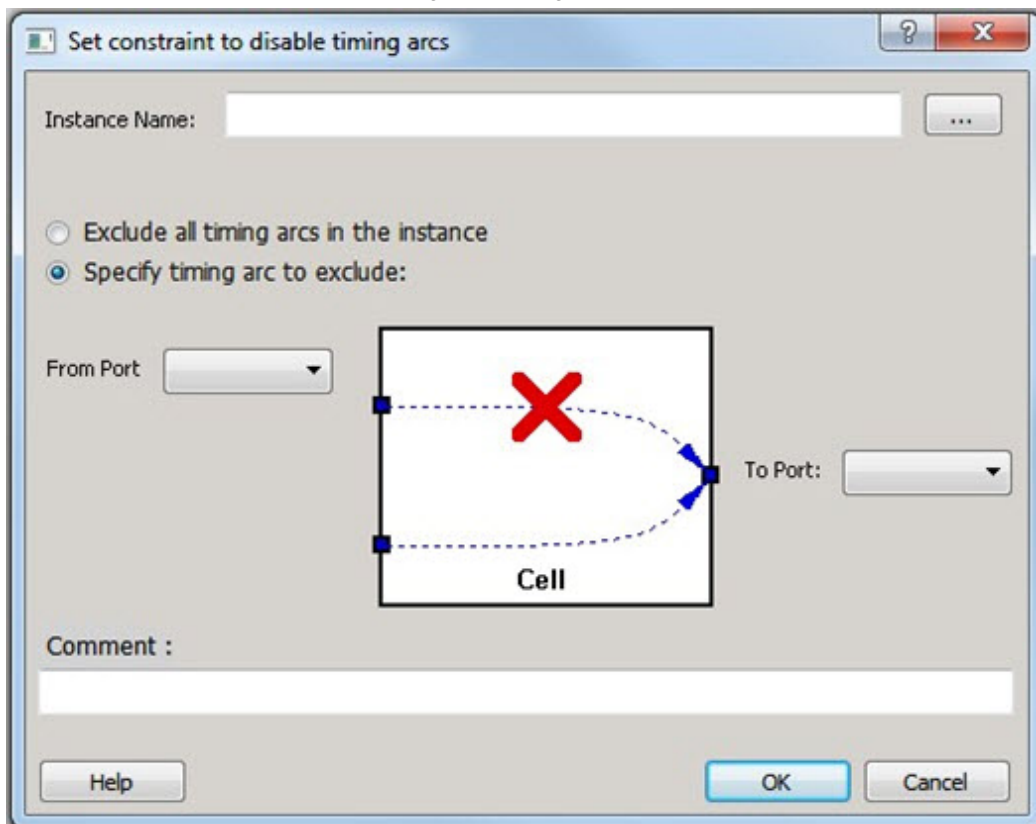 Set constraint to disable timing arcs
?
X
Instance Name:
...
Exclude all timing arcs in the instance
Specify timing arc to exclude:
From Port
To Port:
Cell
Comment :
Help
OK
Cancel